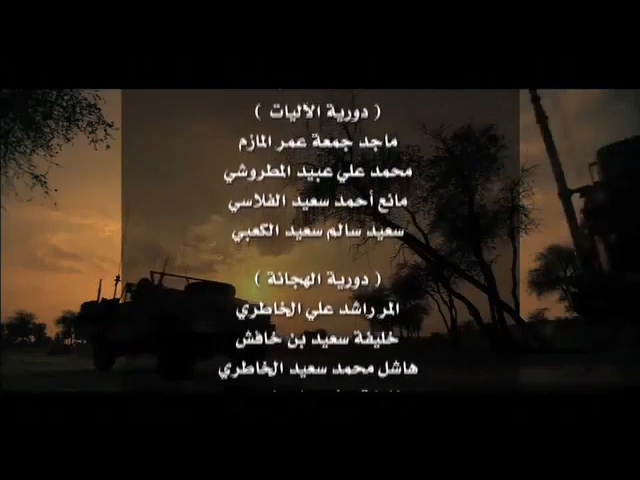 ( دورية الآليات )
ماجد جمعة عمر المازم
محمد علي عبيد المطروشي
مانع أحمد سعيد الفلاسي
سعيد سالم سعيد الكعبي
( دورية الهجانة )
المر راشد علي الخاطري
خليفة سعيد بن خافش
هاشل محمد سعيد الخاطري